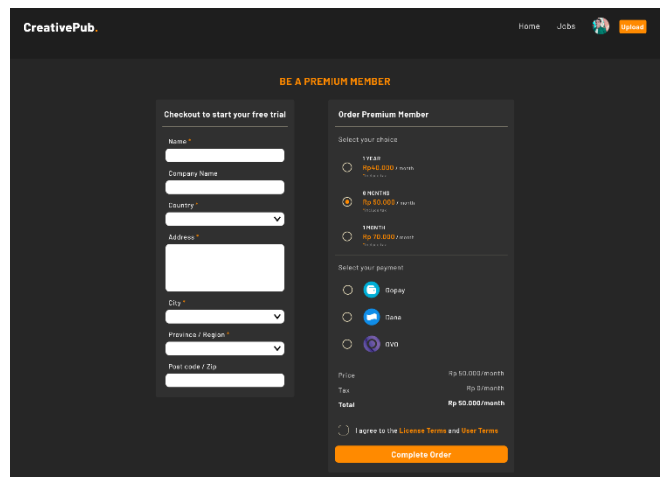 CreativePub.
Home Jobs Upload
BE A PREMIUM MEMBER
Checkout to start your free trial
Name *
Company Name
Country *
Address *
City *
Province / Region *
Post code / Zip
Order Premium Member
Select your choice
1 YEAR
Rp40.000 / month
6 MONTHS
Rp 50.000 / month
1 MONTH
Rp 70.000 / month
Select your payment
Gopay
Dana
OVO
Price Rp 50.000/month
Tax Rp 0/month
Total Rp 50.000/month
I agree to the License Terms and User Terms
Complete Order